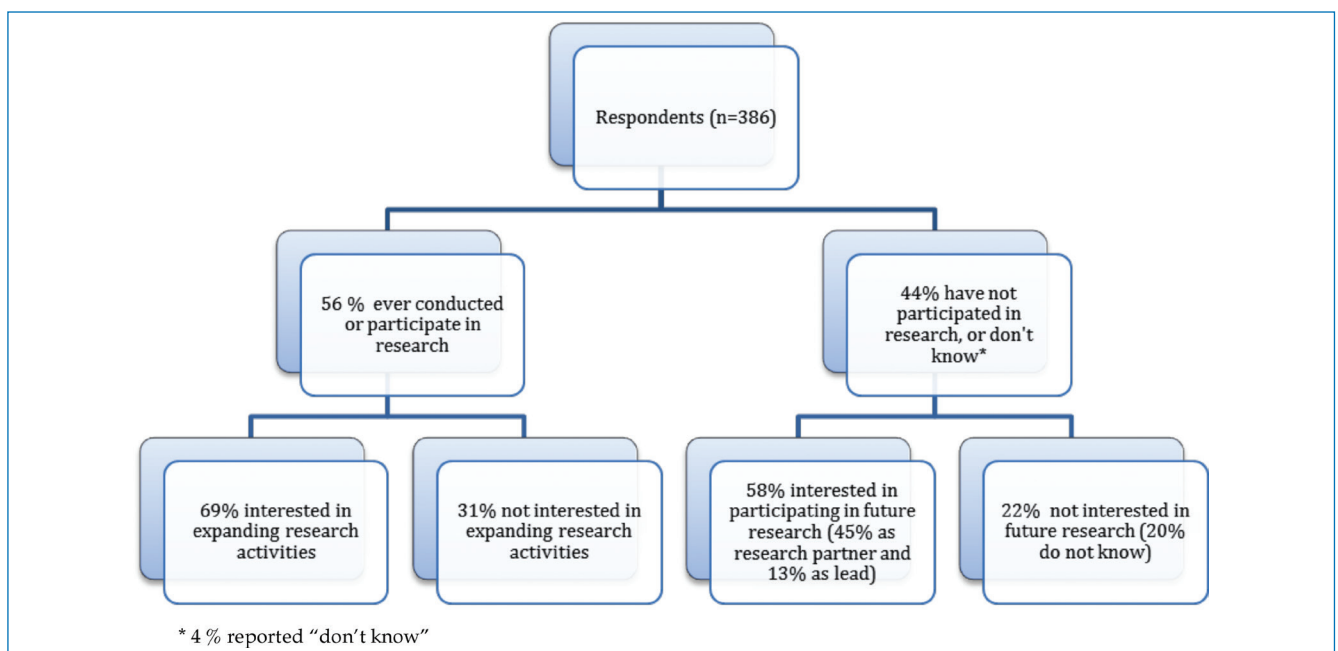 Respondents (n=386)
56 % ever conducted
or participate in
research
44% have not
participated in
research, or don't
know*
69% interested in
expanding research
activities
31% not interested in
expanding research
activities
58% interested in
participating in future
research (45% as
research partner and
13% as lead)
22% not interested in
future research (20%
do not know)
* 4 % reported “don’t know”